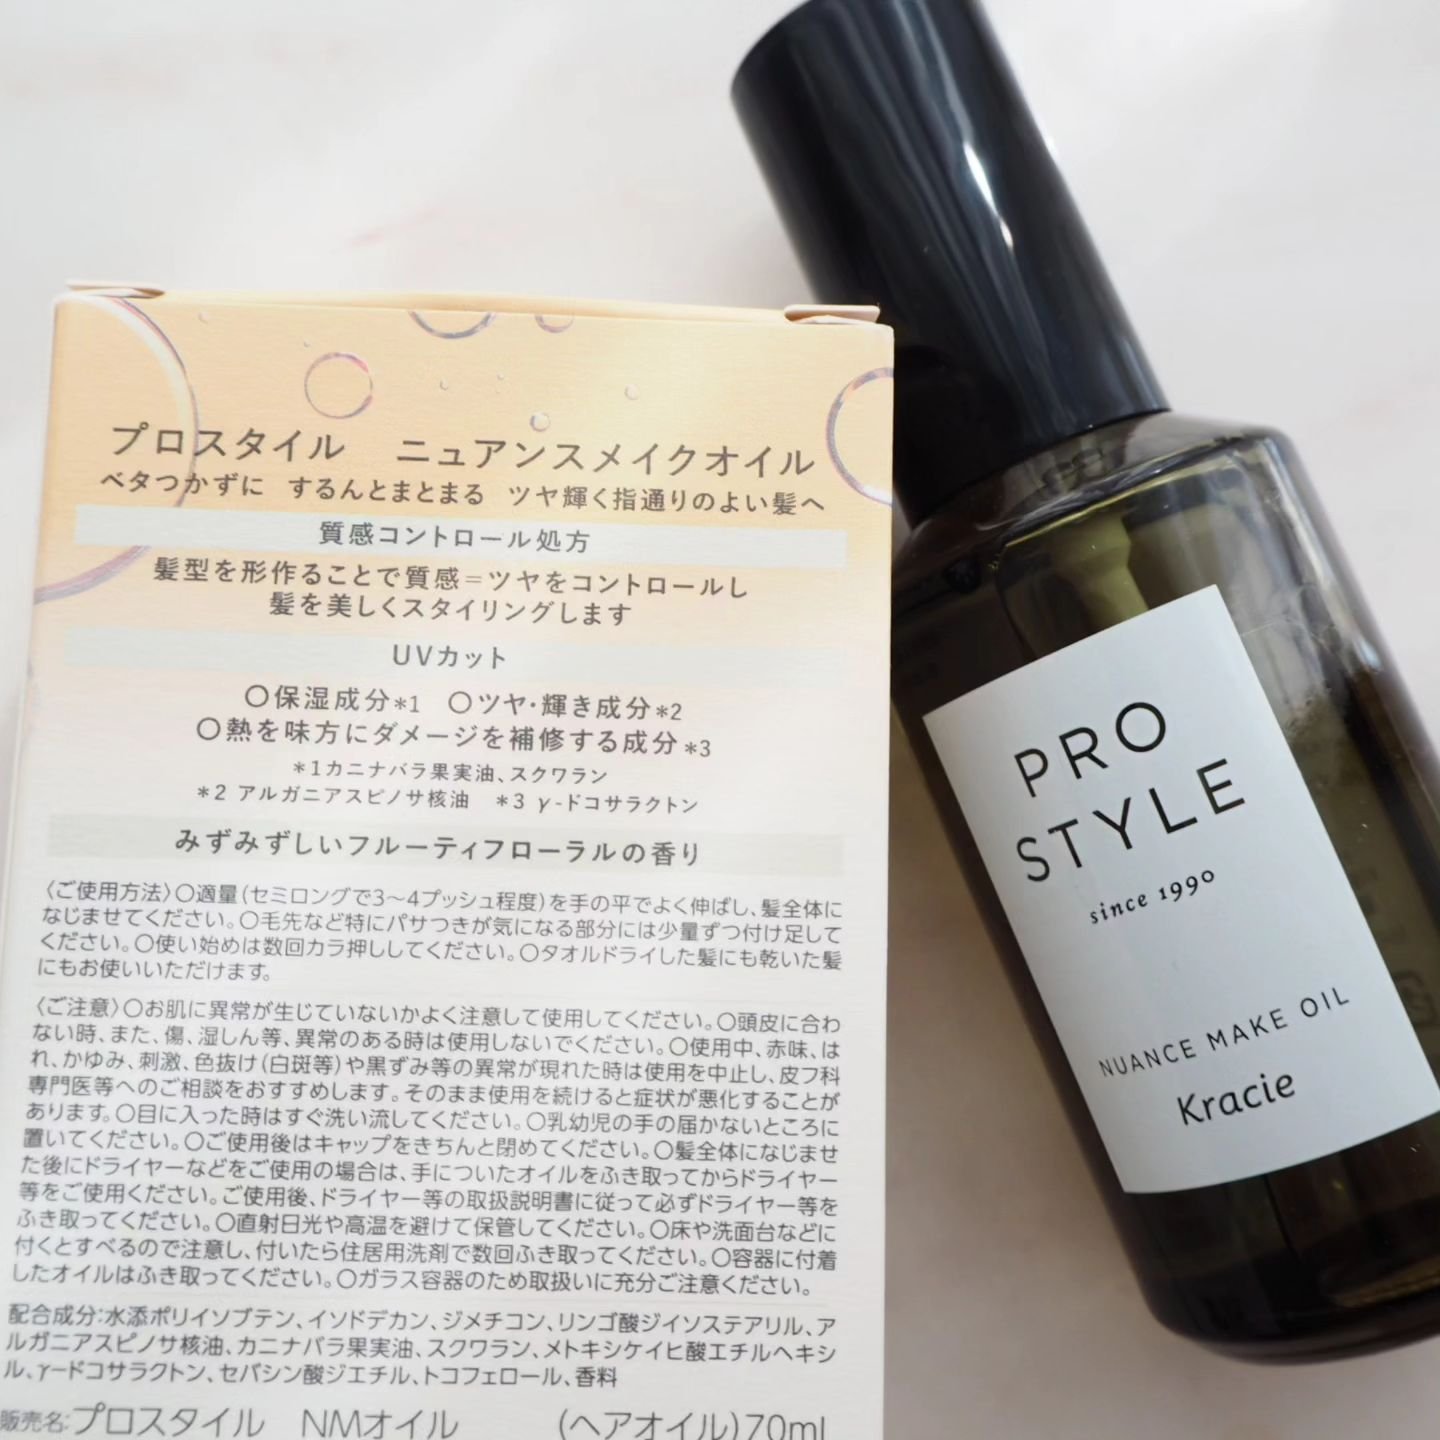 プロスタイル ニュアンスメイクオイル
ベタつかずに するんとまとまる ツヤ輝く指通りのよい髪へ
質感コントロール処方
髪型を形作ることで質感=ツヤをコントロールし
髪を美しくスタイリングします
UVカット
〇保湿成分*1 〇ツヤ・輝き成分*2
〇熱を味方にダメージを補修する成分*3
*1カニナバラ果実油、スクワラン
*2 アルガニアスピノサ核油 *3 γ-ドコサラクトン
みずみずしいフルーティフローラルの香り
〈ご使用方法〉〇適量(セミロングで3〜4プッシュ程度)を手の平でよく伸ばし、髪全体に
なじませてください。〇毛先など特にパサつきが気になる部分には少量ずつ付け足して
ください。〇使い始めは数回カラ押ししてください。〇タオルドライした髪にも乾いた髪
にもお使いいただけます。
〈ご注意〉〇お肌に異常が生じていないかよく注意して使用してください。〇頭皮に合わ
ない時、また、傷、湿しん等、異常のある時は使用しないでください。〇使用中、赤味、は
れ、かゆみ、刺激、色抜け(白斑等)や黒ずみ等の異常が現れた時は使用を中止し、皮フ科
専門医等へのご相談をおすすめします。そのまま使用を続けると症状が悪化することが
あります。〇目に入った時はすぐ洗い流してください。〇乳幼児の手の届かないところに
置いてください。〇ご使用後はキャップをきちんと閉めてください。〇髪全体になじませ
た後にドライヤーなどをご使用の場合は、手についたオイルをふき取ってからドライヤー
等をご使用ください。ご使用後、ドライヤー等の取扱説明書に従って必ずドライヤー等を
ふき取ってください。〇直射日光や高温を避けて保管してください。〇床や洗面台などに
付くとすべるので注意し、付いたら住居用洗剤で数回ふき取ってください。〇容器に付着
したオイルはふき取ってください。〇ガラス容器のため取扱いに充分ご注意ください。
配合成分:水添ポリイソブテン、イソドデカン、ジメチコン、リンゴ酸ジイソステアリル、ア
ルガニアスピノサ核油、カニナバラ果実油、スクワラン、メトキシケイヒ酸エチルヘキシ
ル、γードコサラクトン、セバシン酸ジエチル、トコフェロール、香料
販売名:プロスタイル NMオイル (ヘアオイル)70ml
PRO
STYLE
since 1990
NUANCE MAKE OIL
Kracie